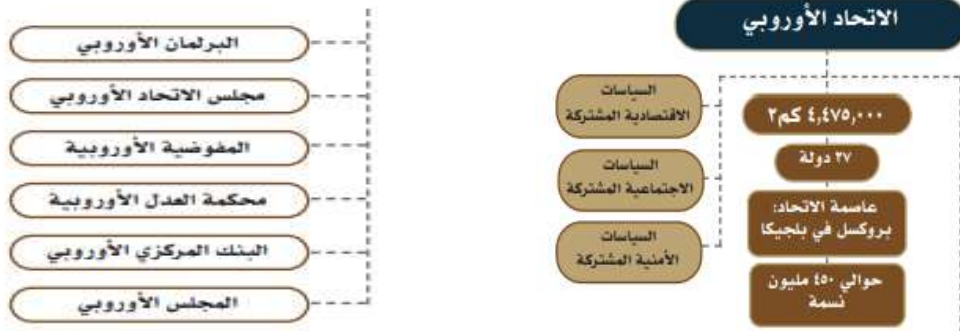 الاتحاد الأوروبي
٤,٤٧٥,٠٠٠ كم٢
٢٧ دولة
عاصمة الاتحاد:
بروكسل في بلجيكا
حوالي ٤٥٠ مليون
نسمة
السياسات
الاقتصادية المشتركة
السياسات
الاجتماعية المشتركة
السياسات
الأمنية المشتركة
البرلمان الأوروبي
مجلس الاتحاد الأوروبي
المفوضية الأوروبية
محكمة العدل الأوروبية
البنك المركزي الأوروبي
المجلس الأوروبي